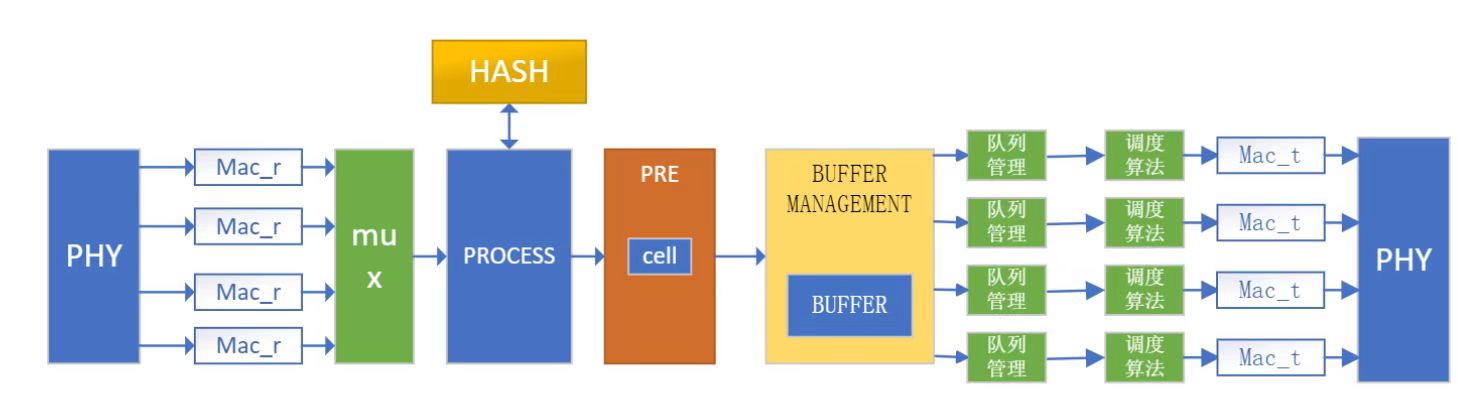 HASH
PHY
Mac_r
Mac_r
Mac_r
Mac_r
mu
x
PROCESS
PRE
cell
BUFFER
MANAGEMENT
BUFFER
队列
管理
调度
算法
Mac_t
队列
管理
调度
算法
Mac_t
队列
管理
调度
算法
Mac_t
队列
管理
调度
算法
Mac_t
PHY